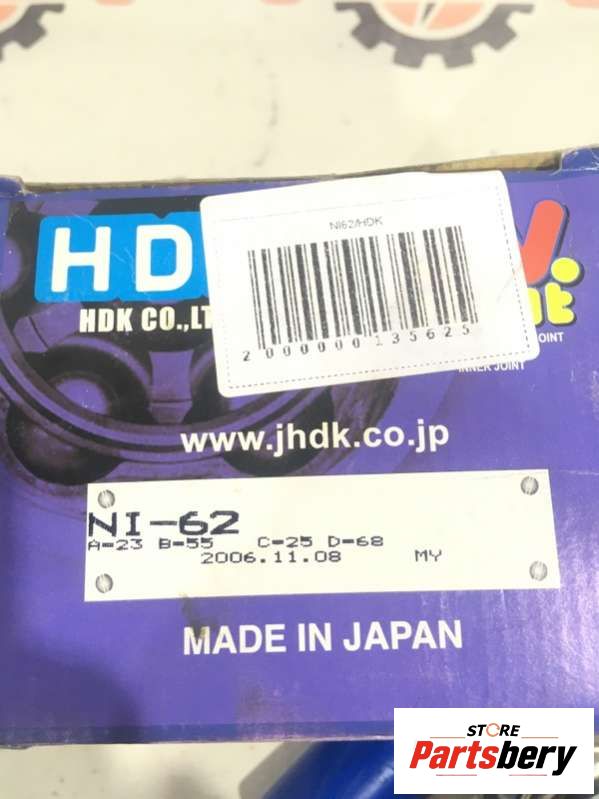 NI62/HDK
2000000135625
HD
HDK CO.,LT
OINT
INNER JOINT
www.jhdk.co.jp
NI-62
A-23 B-55 C-25 D-68
2006.11.08 MY
MADE IN JAPAN
STORE
Partsbery